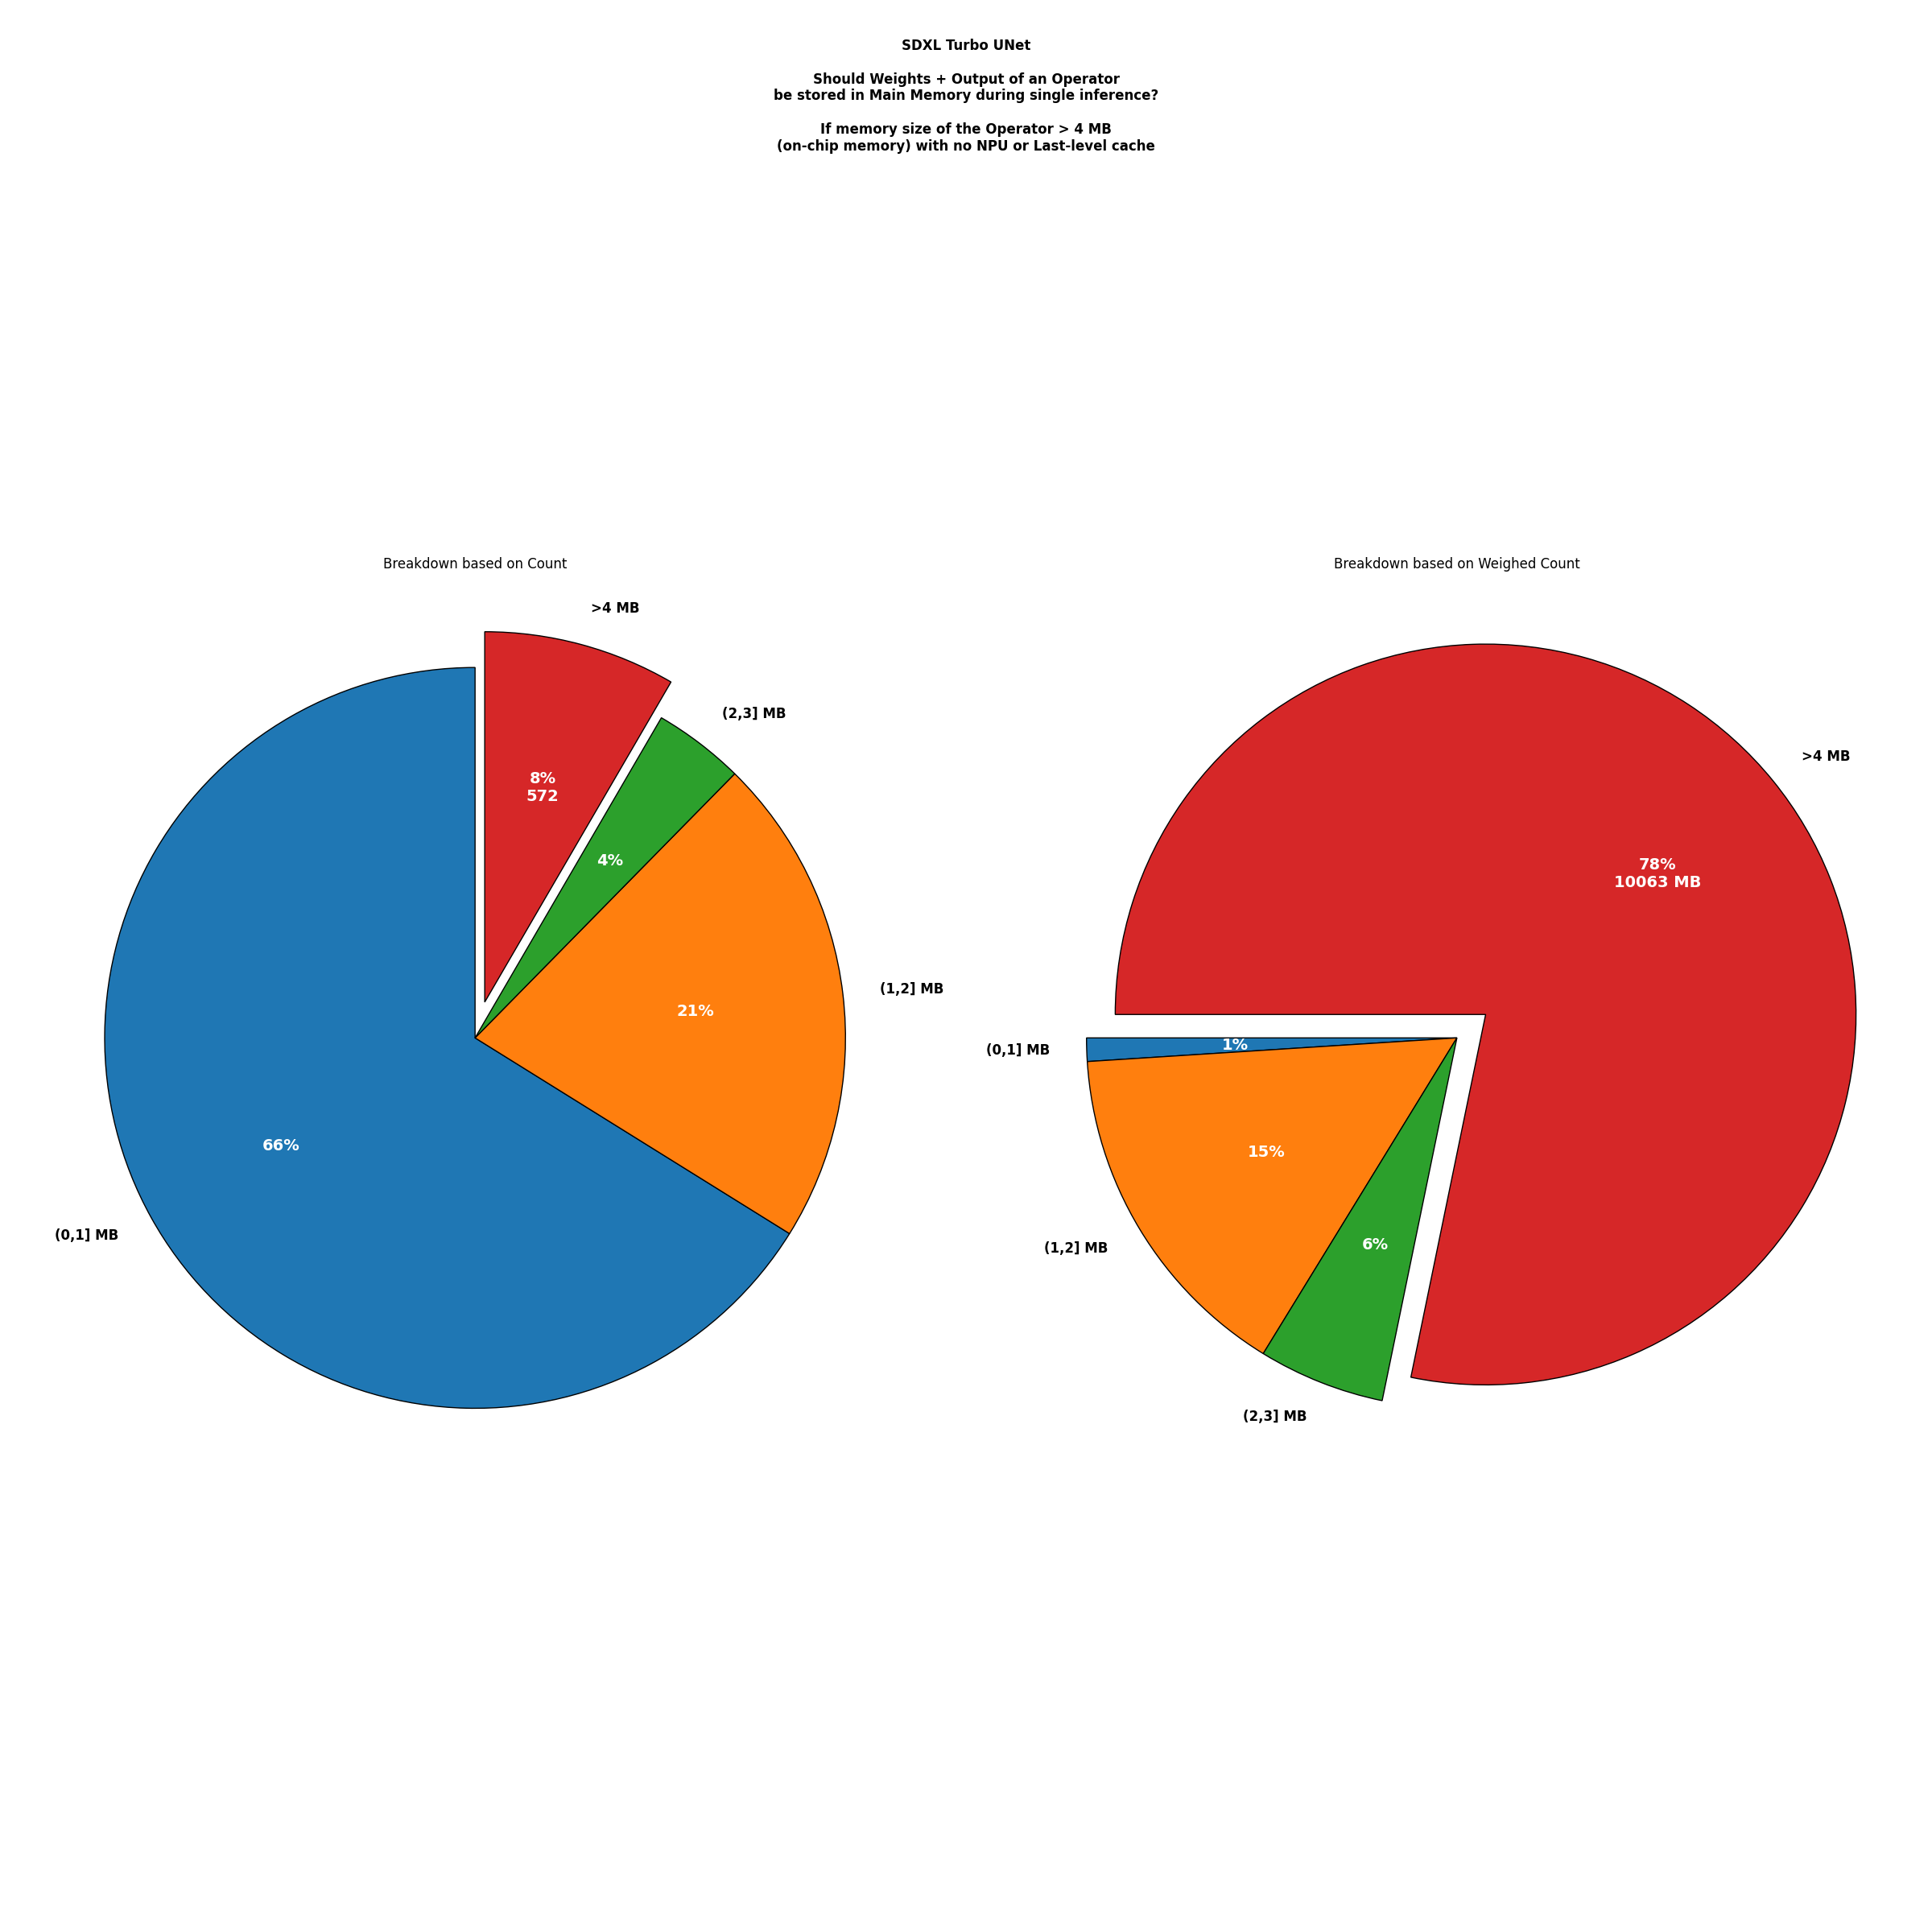 SDXL Turbo UNet
Should Weights + Output of an Operator
be stored in Main Memory during single inference?
If memory size of the Operator > 4 MB
(on-chip memory) with no NPU or Last-level cache
Breakdown based on Count
>4 MB
(2,3] MB
8%
572
4%
(1,2] MB
21%
66%
(0,1] MB
Breakdown based on Weighed Count
>4 MB
78%
10063 MB
(0,1] MB
1%
15%
(1,2] MB
6%
(2,3] MB